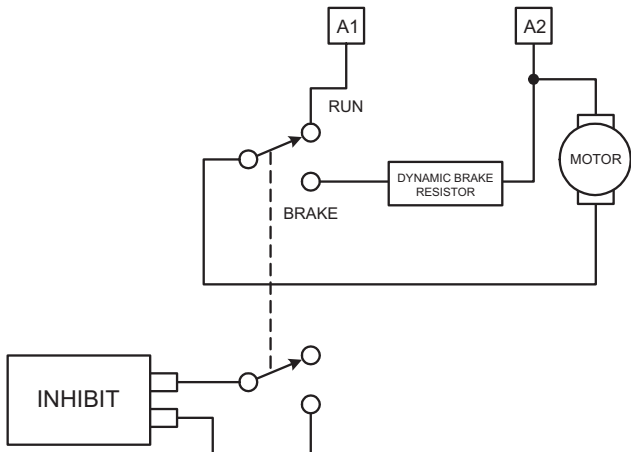 A1
A2
RUN
MOTOR
DYNAMIC BRAKE
RESISTOR
BRAKE
INHIBIT